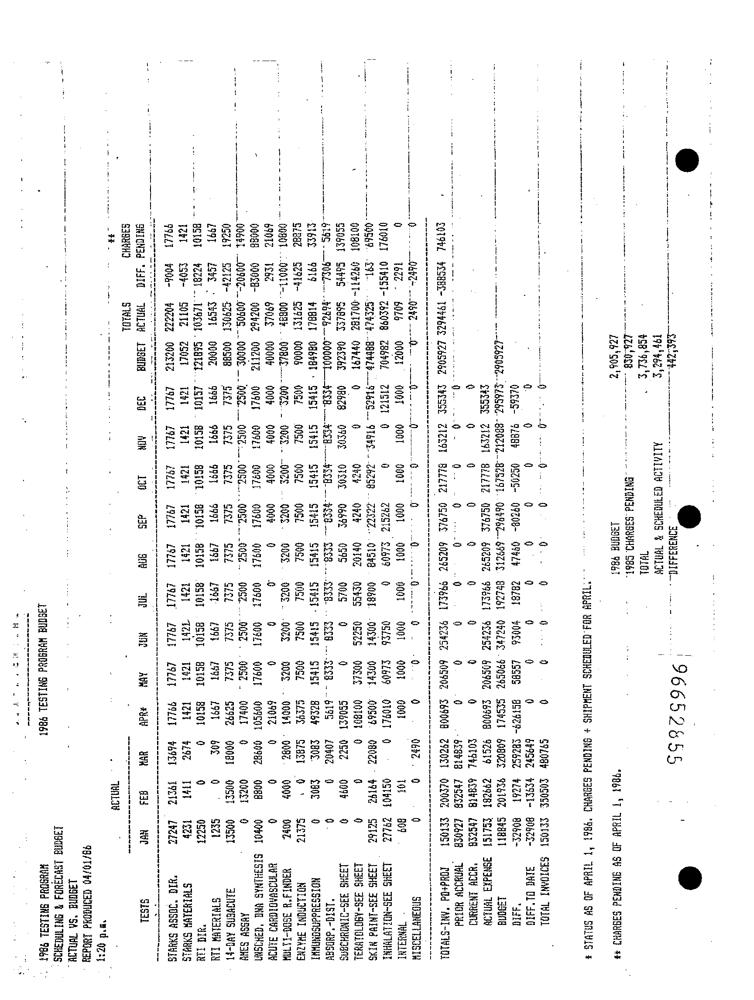 1986 TESTING PROGRAM BUDGET
1986 TESTING PROGRAM
SCHEDULING & FORECAST BUDGET
ACTUAL VS. BUDGET
REPORT PRODUCED 04/01/86
1:20 p.m.
ACTUAL TOTALS ** CHARGES
TESTS JAN FEB MAR APR* MAY JUN JUL AUG SEP OCT NOV DEC BUDGET ACTUAL DIFF. PENDING
STARKS ASSOC. DIR. 27247 21361 13694 17766 17767 17767 17767 17767 17767 17767 17767 17767 213200 222204 -9004 17766
STARKS MATERIALS 4231 1411 2674 1421 1421 1421 1421 1421 1421 1421 1421 1421 17052 21105 -4053 1421
RTI DIR. 12250 0 0 10158 10158 10158 10158 10158 10158 10158 10158 10157 121895 103671 18224 10158
RTI MATERIALS 1235 0 309 1667 1667 1667 1667 1667 1666 1666 1666 1666 20000 16543 3457 1667
14-DAY SUBACUTE 13500 13500 18000 26625 7375 7375 7375 7375 7375 7375 7375 7375 88500 130625 -42125 19250
AMES ASSAY 0 13200 0 17400 2500 2500 2500 2500 2500 2500 2500 2500 30000 50600 -20600 14900
UNSCHED. DNA SYNTHESIS 10400 8800 28600 105600 17600 17600 17600 17600 17600 17600 17600 17600 211200 294200 -83000 88000
ACUTE CARDIOVASCULAR 21069 0 0 4000 4000 4000 4000 40000 37069 2931 21069
MULTI-DOSE R.FINDER 2400 4000 2800 14000 3200 3200 3200 3200 3200 3200 3200 3200 37800 48800 -11000 10800
ENZYME INDUCTION 21375 0 13875 36375 7500 7500 7500 7500 7500 7500 7500 7500 90000 131625 -41625 28875
IMMUNOSUPPRESSION 0 3083 3083 49328 15415 15415 15415 15415 15415 15415 15415 15415 184980 178814 6166 33913
ABSORP.-DIST. 0 0 20407 5619 8333 8333 8333 8333 8334 8334 8334 8334 100000 92694 7306 5619
SUBCHRONIC-SEE SHEET 0 4600 2250 139055 0 0 5700 5650 36990 30310 30360 82980 392390 337895 54495 139055
TERATOLOGY-SEE SHEET 0 0 0 108100 37300 52250 55430 20140 4240 4240 0 0 167440 281700 -114260 108100
SKIN PAINT-SEE SHEET 29125 26164 22080 69500 14300 14300 18900 84510 22322 85292 34916 52916 474488 474325 163 69500
INHALATION-SEE SHEET 27762 104150 176010 60973 93750 60973 215262 121512 704982 860392 -155410 176010
INTERNAL 608 101 1000 1000 1000 1000 1000 1000 1000 1000 1000 12000 9709 2291 0
MISCELLANEOUS 2490 0 0 0 0 0 0 0 0 2490 -2490 0
TOTALS-INV. PO+PROJ 150133 200370 130262 800693 206509 254236 173966 265209 376750 217778 163212 355343 2905927 3294461 -388534 746103
PRIOR ACCRUAL 830927 832547 814839 0 0 0 0 0 0 0 0
CURRENT ACCR. 832547 814839 746103 0 0 0 0 0 0 0 0
ACTUAL EXPENSE 151753 182662 61526 800693 206509 254236 173966 265209 376750 217778 163212 355343
BUDGET 118845 201936 320809 174535 265066 347240 192748 312669 296490 167528 212088 295973 2905927
DIFF. -32908 19274 259283 -626158 58557 93004 18782 47460 -80260 -50250 48876 -59370
DIFF.TO DATE -32908 -13634 245649 0 0 0 0 0 0 0 0
TOTAL INVOICES 150133 350503 480765 0 0 0 0 0 0 0 0
* STATUS AS OF APRIL 1, 1986. CHARGES PENDING + SHIPMENT SCHEDULED FOR APRIL.
** CHARGES PENDING AS OF APRIL 1, 1986.
1986 BUDGET 2,905,927
1985 CHARGES PENDING 830,927
TOTAL 3,736,854
ACTUAL & SCHEDULED ACTIVITY 3,294,461
DIFFERENCE 442,393
96652855